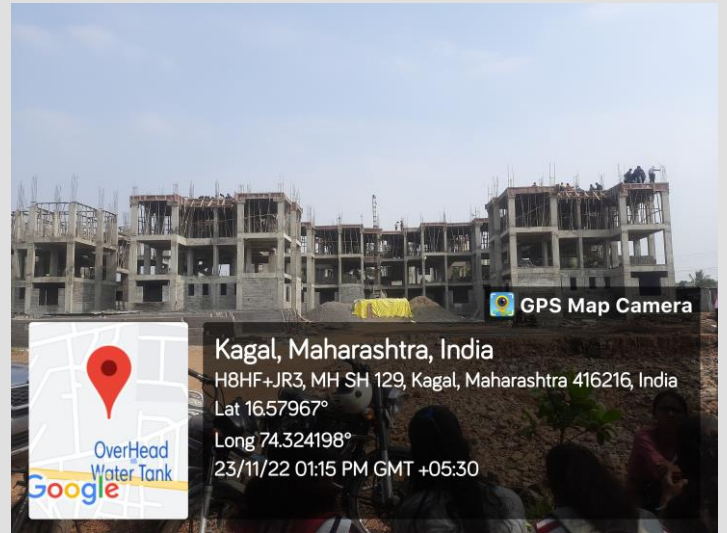 GPS Map Camera
Kagal, Maharashtra, India
H8HF+JR3, MH SH 129, Kagal, Maharashtra 416216, India
Lat 16.57967°
Long 74.324198°
23/11/22 01:15 PM GMT +05:30
OverHead
Water Tank
Google